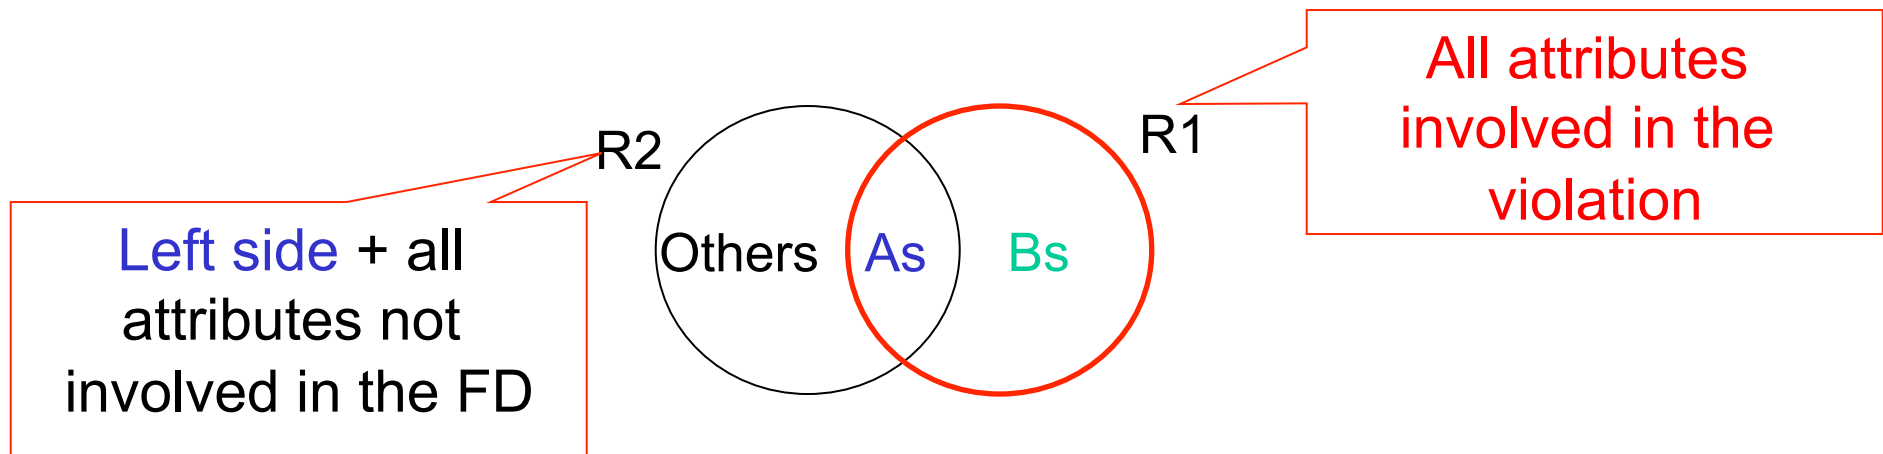 All attributes
involved in the
violation
R1
R2
Left side + all
attributes not
involved in the FD
Others
As
Bs